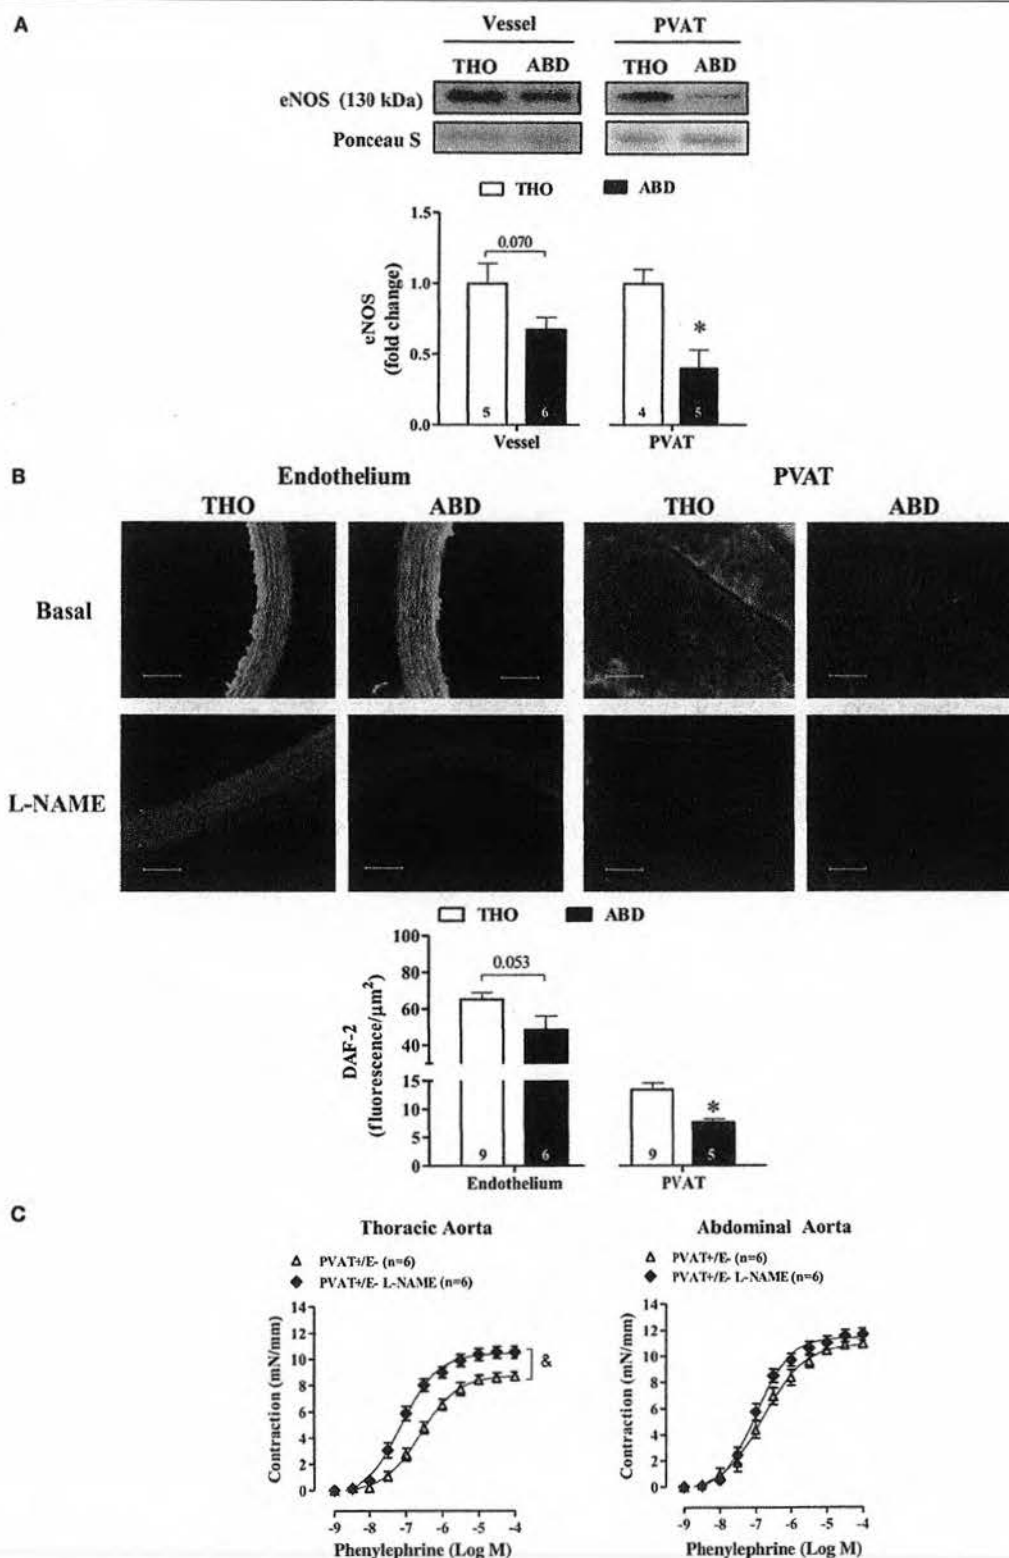 A
Vessel PVAT
THO ABD THO ABD
eNOS (130 kDa)
Ponceau S
THO ABD
1.5
1.0
0.5
0.0
eNOS
(fold change)
0.070
*
5 6 4 5
Vessel PVAT
B
Endothelium PVAT
THO ABD THO ABD
Basal
L-NAME
THO ABD
100
80
60
40
15
10
5
0
DAF-2
(fluorescence/µm²)
0.053
*
9 6 9 5
Endothelium PVAT
C
Thoracic Aorta
PVAT+/E- (n=6)
PVAT+/E- L-NAME (n=6)
14
12
10
8
6
4
2
0
Contraction (mN/mm)
&
-9 -8 -7 -6 -5 -4
Phenylephrine (Log M)
Abdominal Aorta
PVAT+/E- (n=6)
PVAT+/E- L-NAME (n=6)
14
12
10
8
6
4
2
0
Contraction (mN/mm)
-9 -8 -7 -6 -5 -4
Phenylephrine (Log M)